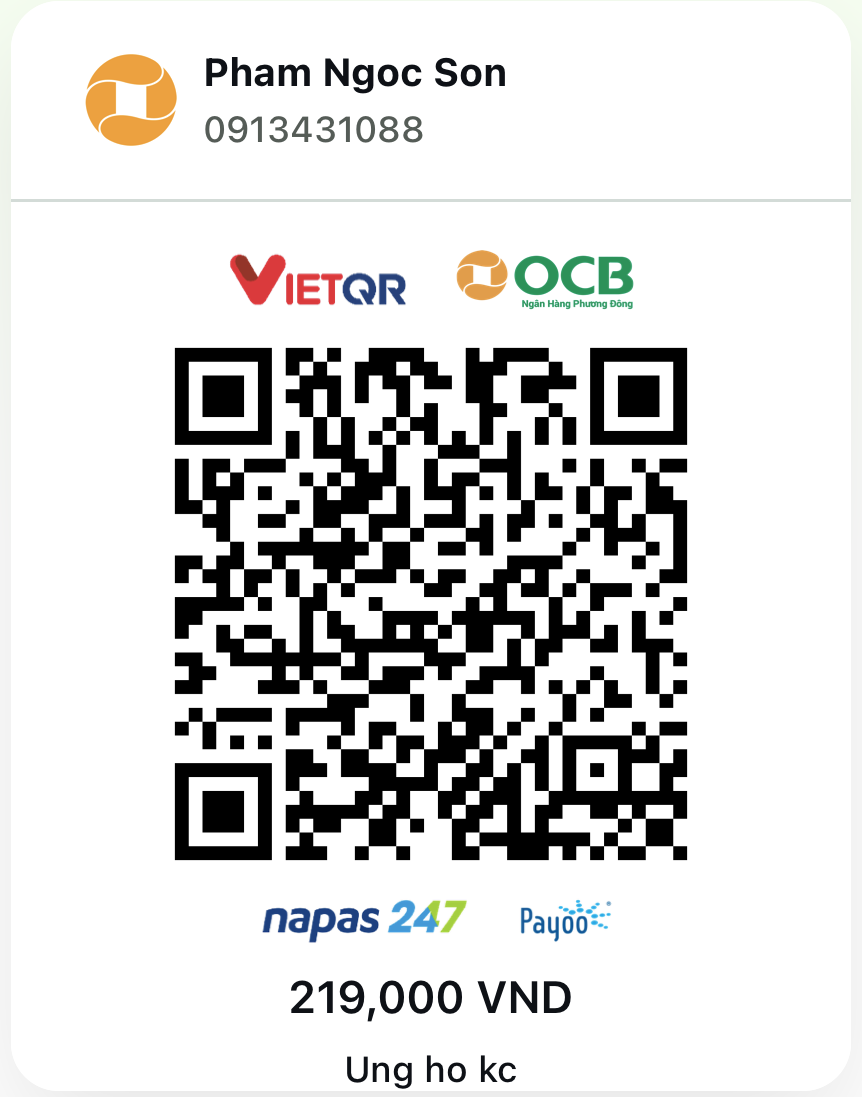 Pham Ngoc Son
0913431088
VIETQR
OCB
Ngân Hàng Phương Đông
napas 247
Payoo
219,000 VND
Ung ho kc